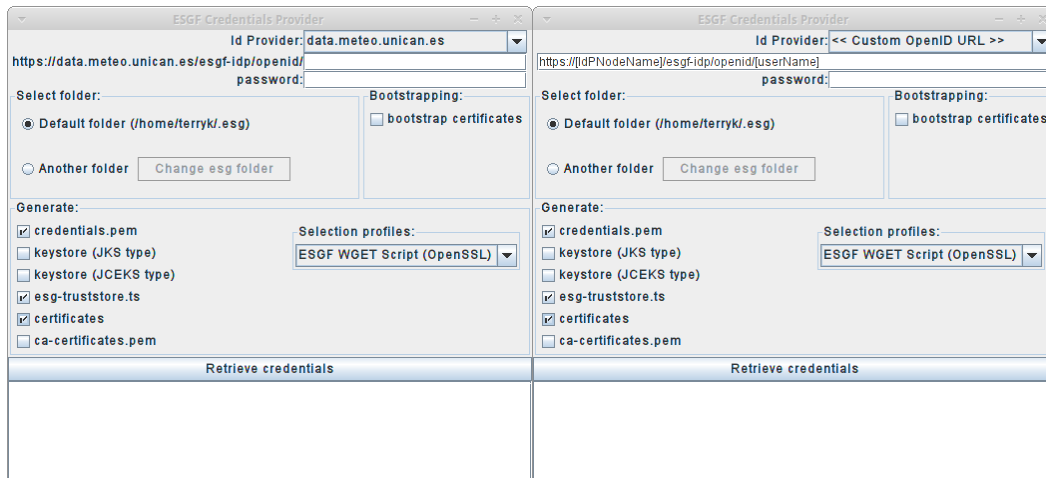 ESGF Credentials Provider
Id Provider: data.meteo.unican.es
https://data.meteo.unican.es/esgf-idp/openid/
password:
Select folder:
Bootstrapping:
Default folder (/home/terryk/.esg)
bootstrap certificates
Another folder
Change esg folder
Generate:
credentials.pem
Selection profiles:
keystore (JKS type)
ESGF WGET Script (OpenSSL)
keystore (JCEKS type)
esg-truststore.ts
certificates
ca-certificates.pem
Retrieve credentials
ESGF Credentials Provider
Id Provider: << Custom OpenID URL >>
https://[IdPNodeName]/esgf-idp/openid/[userName]
password:
Select folder:
Bootstrapping:
Default folder (/home/terryk/.esg)
bootstrap certificates
Another folder
Change esg folder
Generate:
credentials.pem
Selection profiles:
keystore (JKS type)
ESGF WGET Script (OpenSSL)
keystore (JCEKS type)
esg-truststore.ts
certificates
ca-certificates.pem
Retrieve credentials